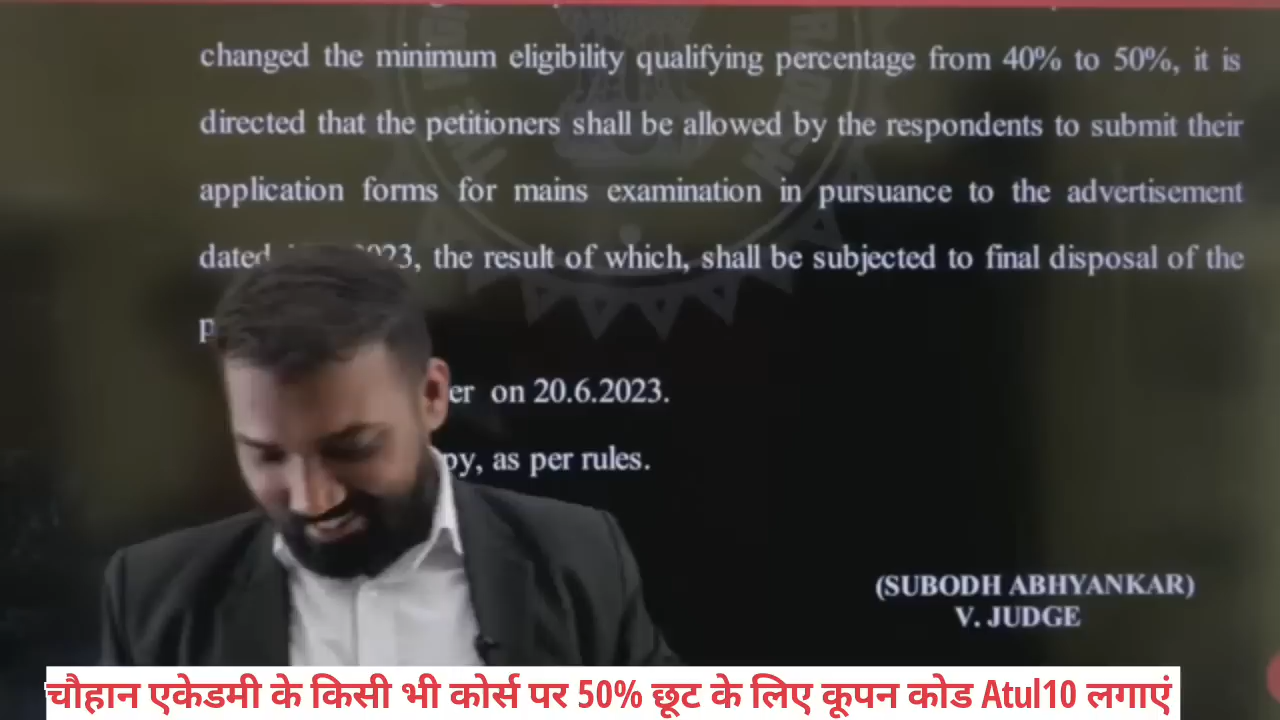 changed the minimum eligibility qualifying percentage from 40% to 50%, it is
directed that the petitioners shall be allowed by the respondents to submit their
application forms for mains examination in pursuance to the advertisement
dated 2023, the result of which, shall be subjected to final disposal of the
on 20.6.2023.
as per rules.
(SUBODH ABHYANKAR)
V. JUDGE
चौहान एकेडमी के किसी भी कोर्स पर 50% छूट के लिए कूपन कोड Atul10 लगाएं